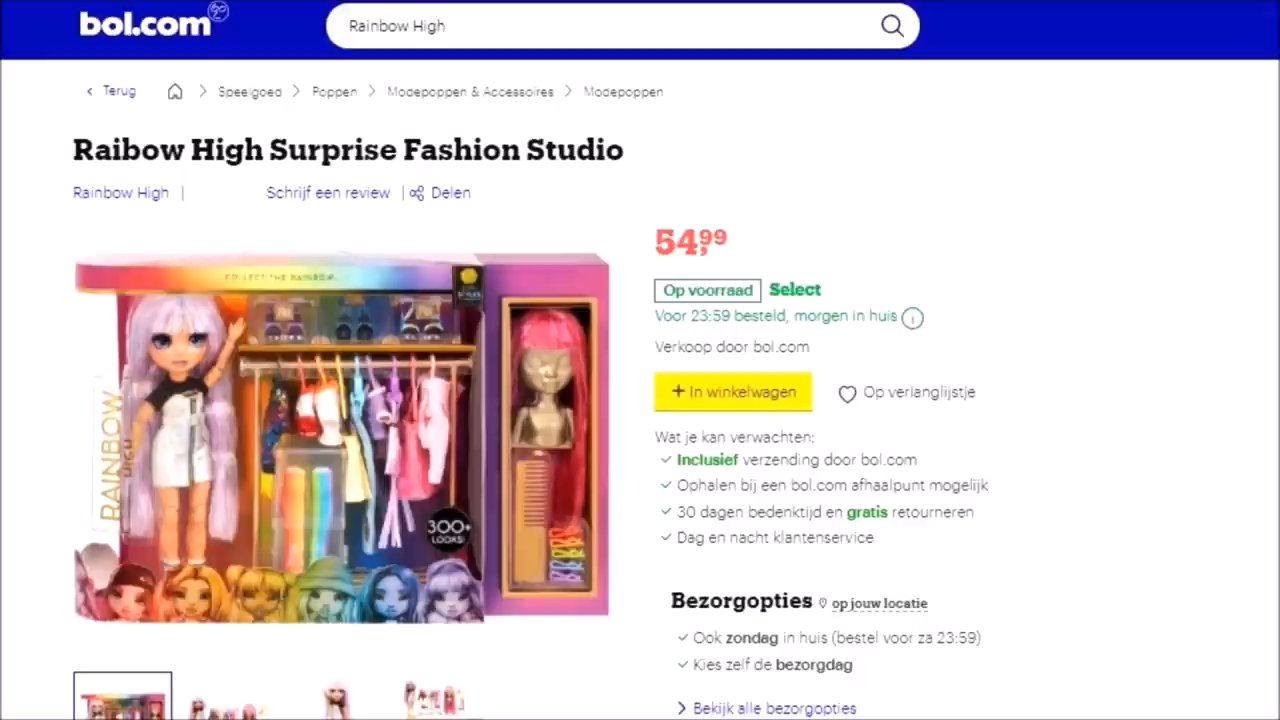 bol.com
Rainbow High
Terug
Speelgoed
Poppen
Modepoppen & Accessoires
Modepoppen
Raibow High Surprise Fashion Studio
Rainbow High | Schrijf een review | Delen
54,99
Op voorraad Select
Voor 23:59 besteld, morgen in huis
Verkoop door bol.com
+ In winkelwagen
Op verlanglijstje
Wat je kan verwachten:
Inclusief verzending door bol.com
Ophalen bij een bol.com afhaalpunt mogelijk
30 dagen bedenktijd en gratis retourneren
Dag en nacht klantenservice
Bezorgopties op jouw locatie
Ook zondag in huis (bestel voor za 23:59)
Kies zelf de bezorgdag
Bekijk alle bezorgopties
COLLECT THE RAINBOW
RAINBOW
HIGH
300+
LOOKS!